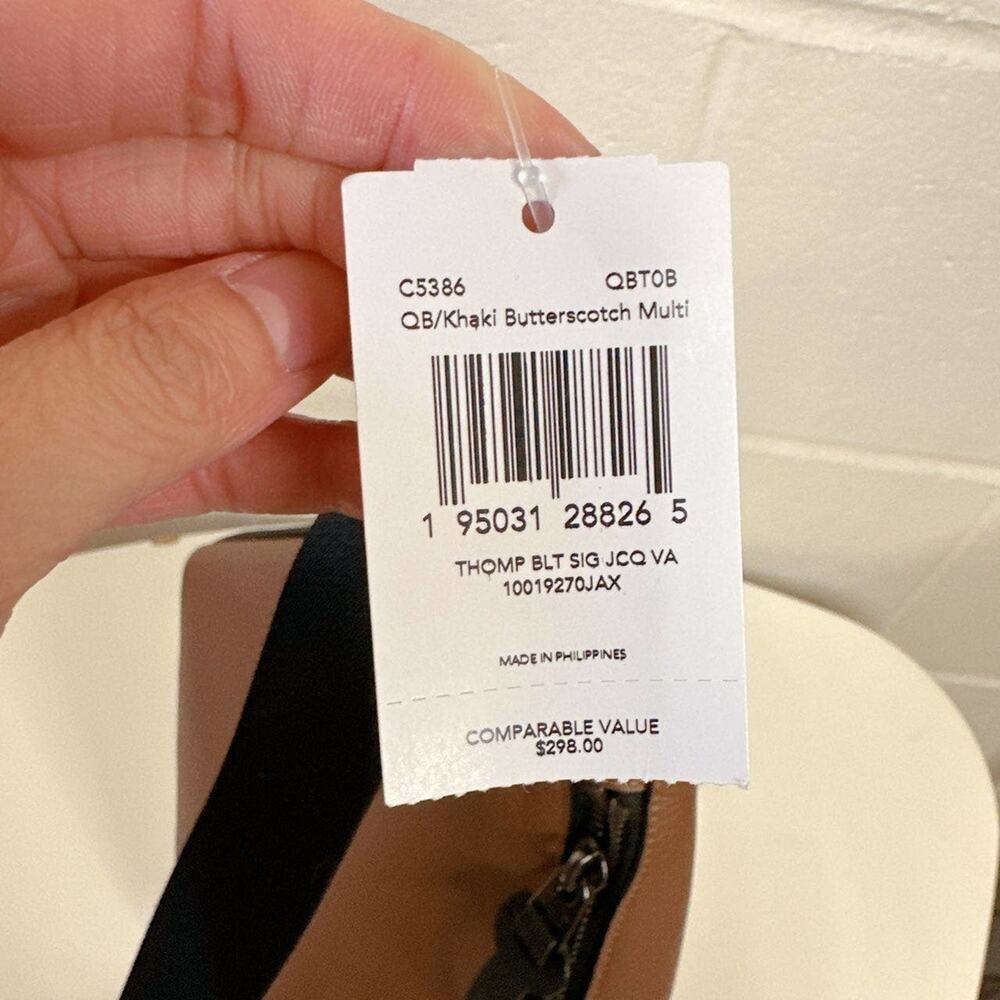 C5386 QBT0B
QB/Khaki Butterscotch Multi
1 95031 28826 5
THOMP BLT SIG JCQ VA
10019270JAX
MADE IN PHILIPPINES
COMPARABLE VALUE
$298.00